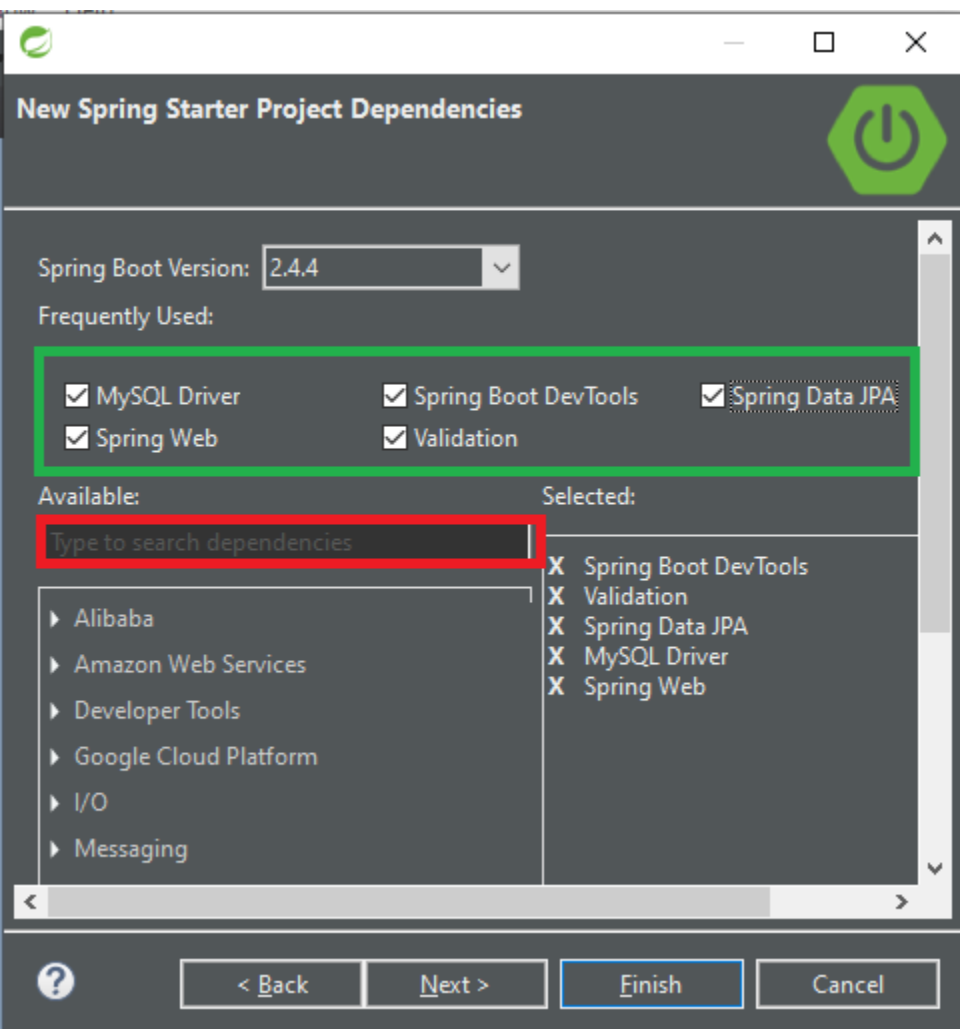 New Spring Starter Project Dependencies
Spring Boot Version: 2.4.4
Frequently Used:
MySQL Driver Spring Boot DevTools Spring Data JPA
Spring Web Validation
Available: Selected:
Type to search dependencies
X Spring Boot DevTools
X Validation
X Spring Data JPA
X MySQL Driver
X Spring Web
Alibaba
Amazon Web Services
Developer Tools
Google Cloud Platform
I/O
Messaging
? < Back Next > Finish Cancel